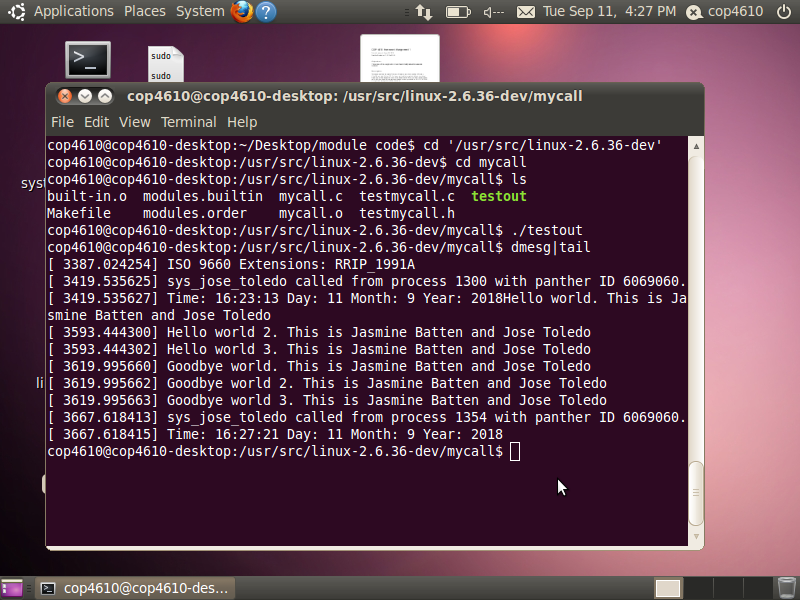 Applications Places System Tue Sep 11, 4:27 PM cop4610
sudo
sudo
cop4610@cop4610-desktop: /usr/src/linux-2.6.36-dev/mycall
File Edit View Terminal Help
cop4610@cop4610-desktop:~/Desktop/module code$ cd '/usr/src/linux-2.6.36-dev'
cop4610@cop4610-desktop:/usr/src/linux-2.6.36-dev$ cd mycall
cop4610@cop4610-desktop:/usr/src/linux-2.6.36-dev/mycall$ ls
built-in.o modules.builtin mycall.c testmycall.c testout
Makefile modules.order mycall.o testmycall.h
cop4610@cop4610-desktop:/usr/src/linux-2.6.36-dev/mycall$ ./testout
cop4610@cop4610-desktop:/usr/src/linux-2.6.36-dev/mycall$ dmesg|tail
[ 3387.024254] ISO 9660 Extensions: RRIP_1991A
[ 3419.535625] sys_jose_toledo called from process 1300 with panther ID 6069060.
[ 3419.535627] Time: 16:23:13 Day: 11 Month: 9 Year: 2018Hello world. This is Ja
smine Batten and Jose Toledo
[ 3593.444300] Hello world 2. This is Jasmine Batten and Jose Toledo
[ 3593.444302] Hello world 3. This is Jasmine Batten and Jose Toledo
[ 3619.995660] Goodbye world. This is Jasmine Batten and Jose Toledo
[ 3619.995662] Goodbye world 2. This is Jasmine Batten and Jose Toledo
[ 3619.995663] Goodbye world 3. This is Jasmine Batten and Jose Toledo
[ 3667.618413] sys_jose_toledo called from process 1354 with panther ID 6069060.
[ 3667.618415] Time: 16:27:21 Day: 11 Month: 9 Year: 2018
cop4610@cop4610-desktop:/usr/src/linux-2.6.36-dev/mycall$
syst
li
cop4610@cop4610-des...